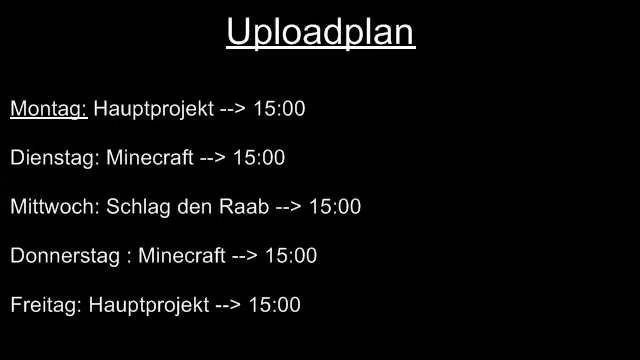 Uploadplan
Montag: Hauptprojekt --> 15:00
Dienstag: Minecraft --> 15:00
Mittwoch: Schlag den Raab --> 15:00
Donnerstag : Minecraft --> 15:00
Freitag: Hauptprojekt --> 15:00